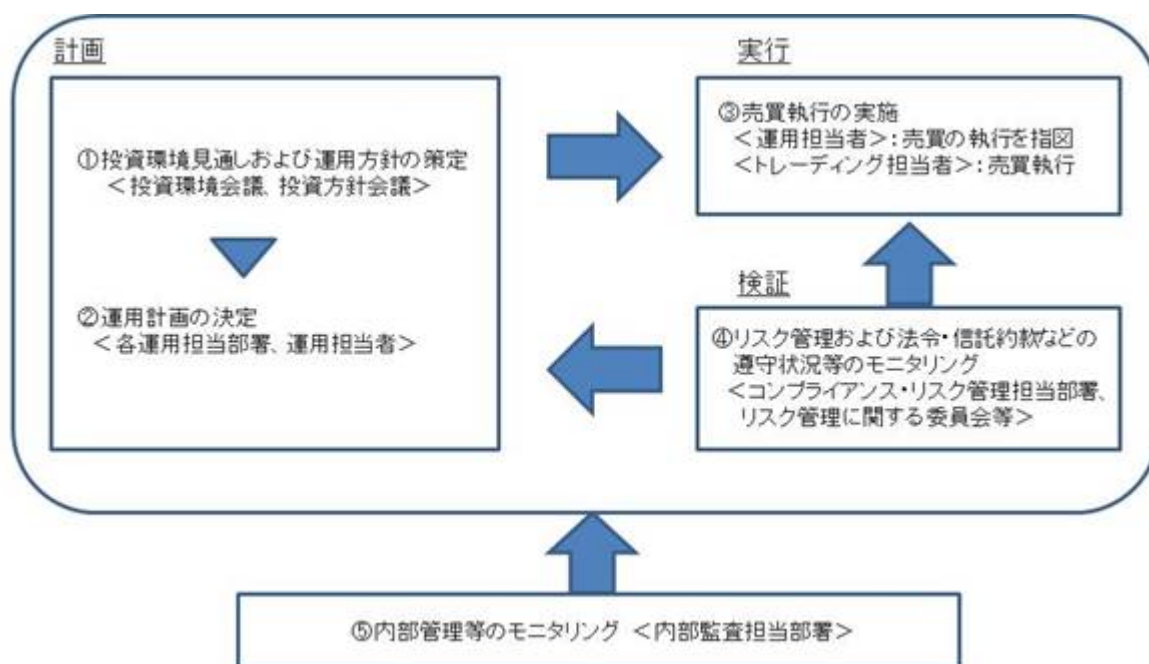 計画
①投資環境見通しおよび運用方針の策定
＜投資環境会議、投資方針会議＞
②運用計画の決定
＜各運用担当部署、運用担当者＞
実行
③売買執行の実施
＜運用担当者＞：売買の執行を指図
＜トレーディング担当者＞：売買執行
検証
④リスク管理および法令・信託約款などの
遵守状況等のモニタリング
＜コンプライアンス・リスク管理担当部署、
リスク管理に関する委員会等＞
⑤内部管理等のモニタリング ＜内部監査担当部署＞